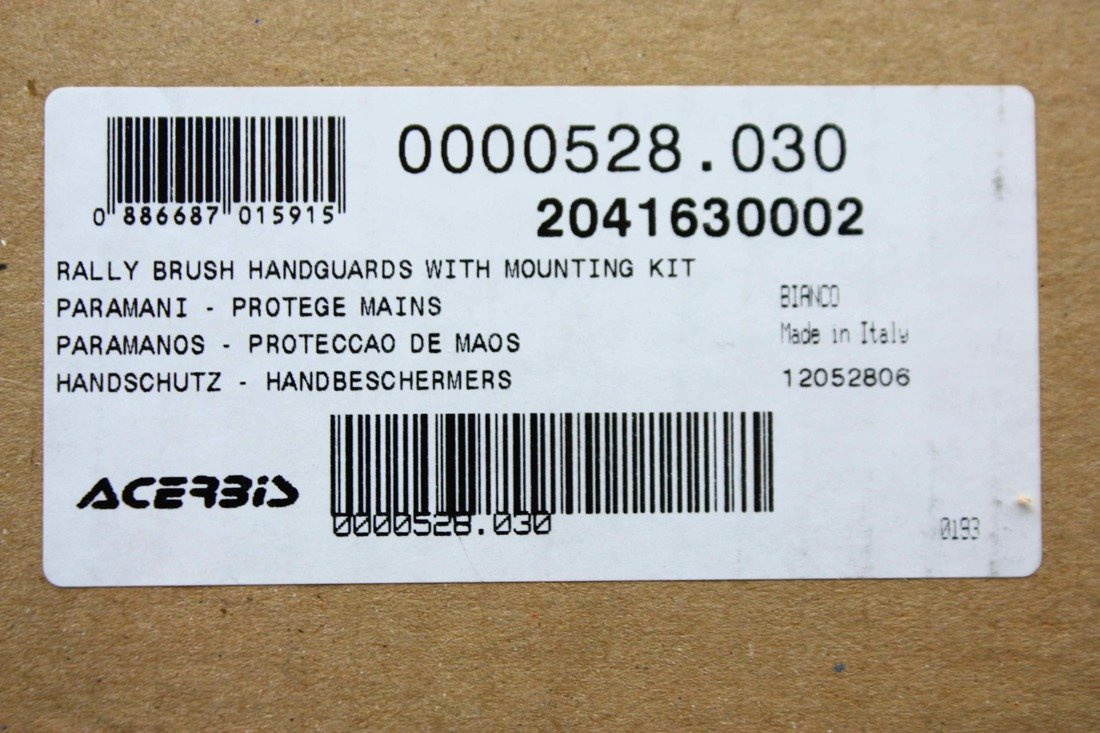 0000528.030
2041630002
0 886687 015915
RALLY BRUSH HANDGUARDS WITH MOUNTING KIT
PARAMANI - PROTEGE MAINS
PARAMANOS - PROTECCAO DE MAOS
HANDSCHUTZ - HANDBESCHERMERS
BIANCO
Made in Italy
12052806
ACERBIS
0000528.030
0193